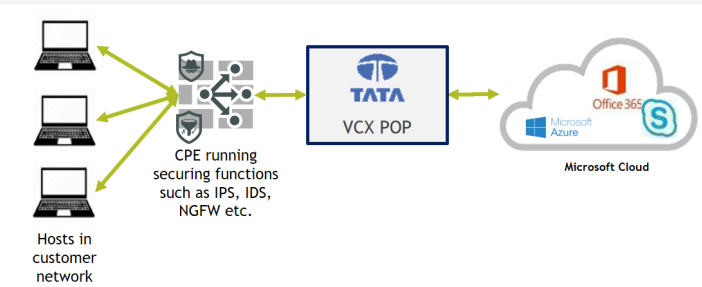 TATA
VCX POP
Office 365
S
Microsoft
Azure
Microsoft Cloud
CPE running
securing functions
such as IPS, IDS,
NGFW etc.
Hosts in
customer
network